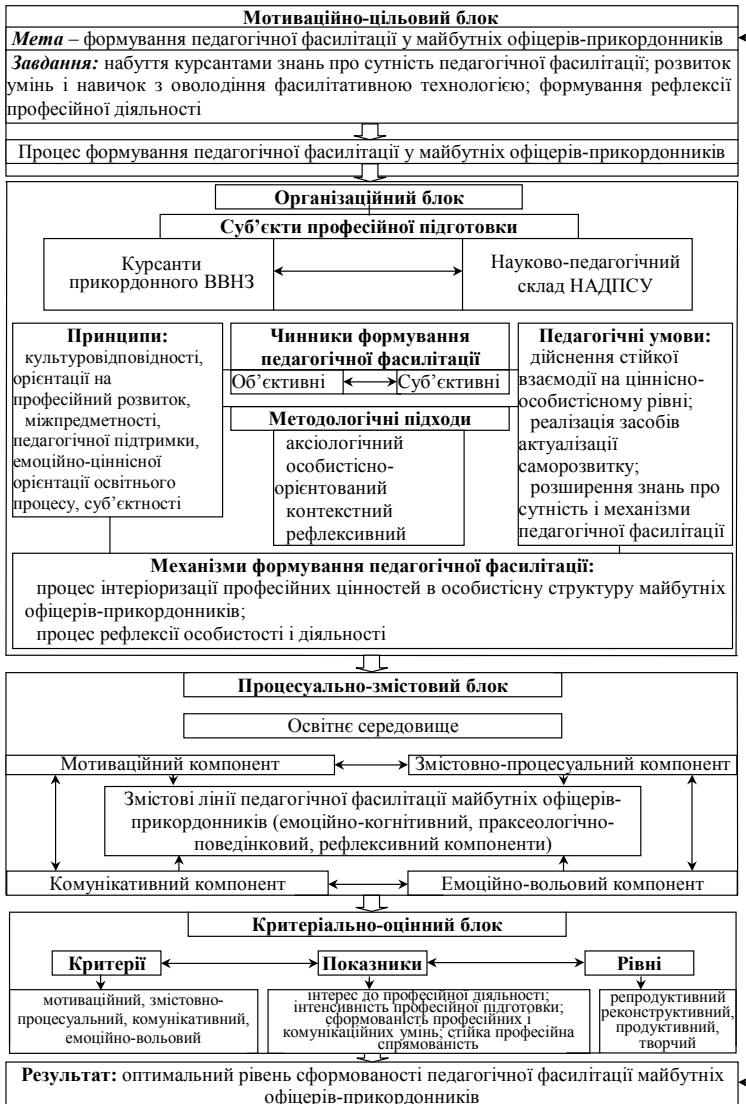 Мотиваційно-цільовий блок
Мета – формування педагогічної фасилітації у майбутніх офіцерів-прикордонників
Завдання: набуття курсантами знань про сутність педагогічної фасилітації; розвиток
умінь і навичок з оволодіння фасилітативною технологією; формування рефлексії
професійної діяльності
Процес формування педагогічної фасилітації у майбутніх офіцерів-прикордонників
Організаційний блок
Суб’єкти професійної підготовки
Курсанти
прикордонного ВВНЗ
Науково-педагогічний
склад НАДПСУ
Принципи:
культуровідповідності,
орієнтації на
професійний розвиток,
міжпредметності,
педагогічної підтримки,
емоційно-ціннісної
орієнтації освітнього
процесу, суб’єктності
Чинники формування
педагогічної фасилітації
Об’єктивні
Суб’єктивні
Методологічні підходи
аксіологічний
особистісно-
орієнтований
контекстний
рефлексивний
Педагогічні умови:
дійснення стійкої
взаємодії на ціннісно-
особистісному рівні;
реалізація засобів
актуалізації
саморозвитку;
розширення знань про
сутність і механізми
педагогічної фасилітації
Механізми формування педагогічної фасилітації:
процес інтеріоризації професійних цінностей в особистісну структуру майбутніх
офіцерів-прикордонників;
процес рефлексії особистості і діяльності
Процесуально-змістовий блок
Освітнє середовище
Мотиваційний компонент
Змістовно-процесуальний компонент
Змістові лінії педагогічної фасилітації майбутніх офіцерів-
прикордонників (емоційно-когнітивний, праксеологічно-
поведінковий, рефлексивний компоненти)
Комунікативний компонент
Емоційно-вольовий компонент
Критеріально-оцінний блок
Критерії
Показники
Рівні
мотиваційний, змістовно-
процесуальний, комунікативний,
емоційно-вольовий
інтерес до професійної діяльності;
інтенсивність професійної підготовки;
сформованість професійних і
комунікаційних умінь; стійка професійна
спрямованість
репродуктивний
реконструктивний,
продуктивний,
творчий
Результат: оптимальний рівень сформованості педагогічної фасилітації майбутніх
офіцерів-прикордонників